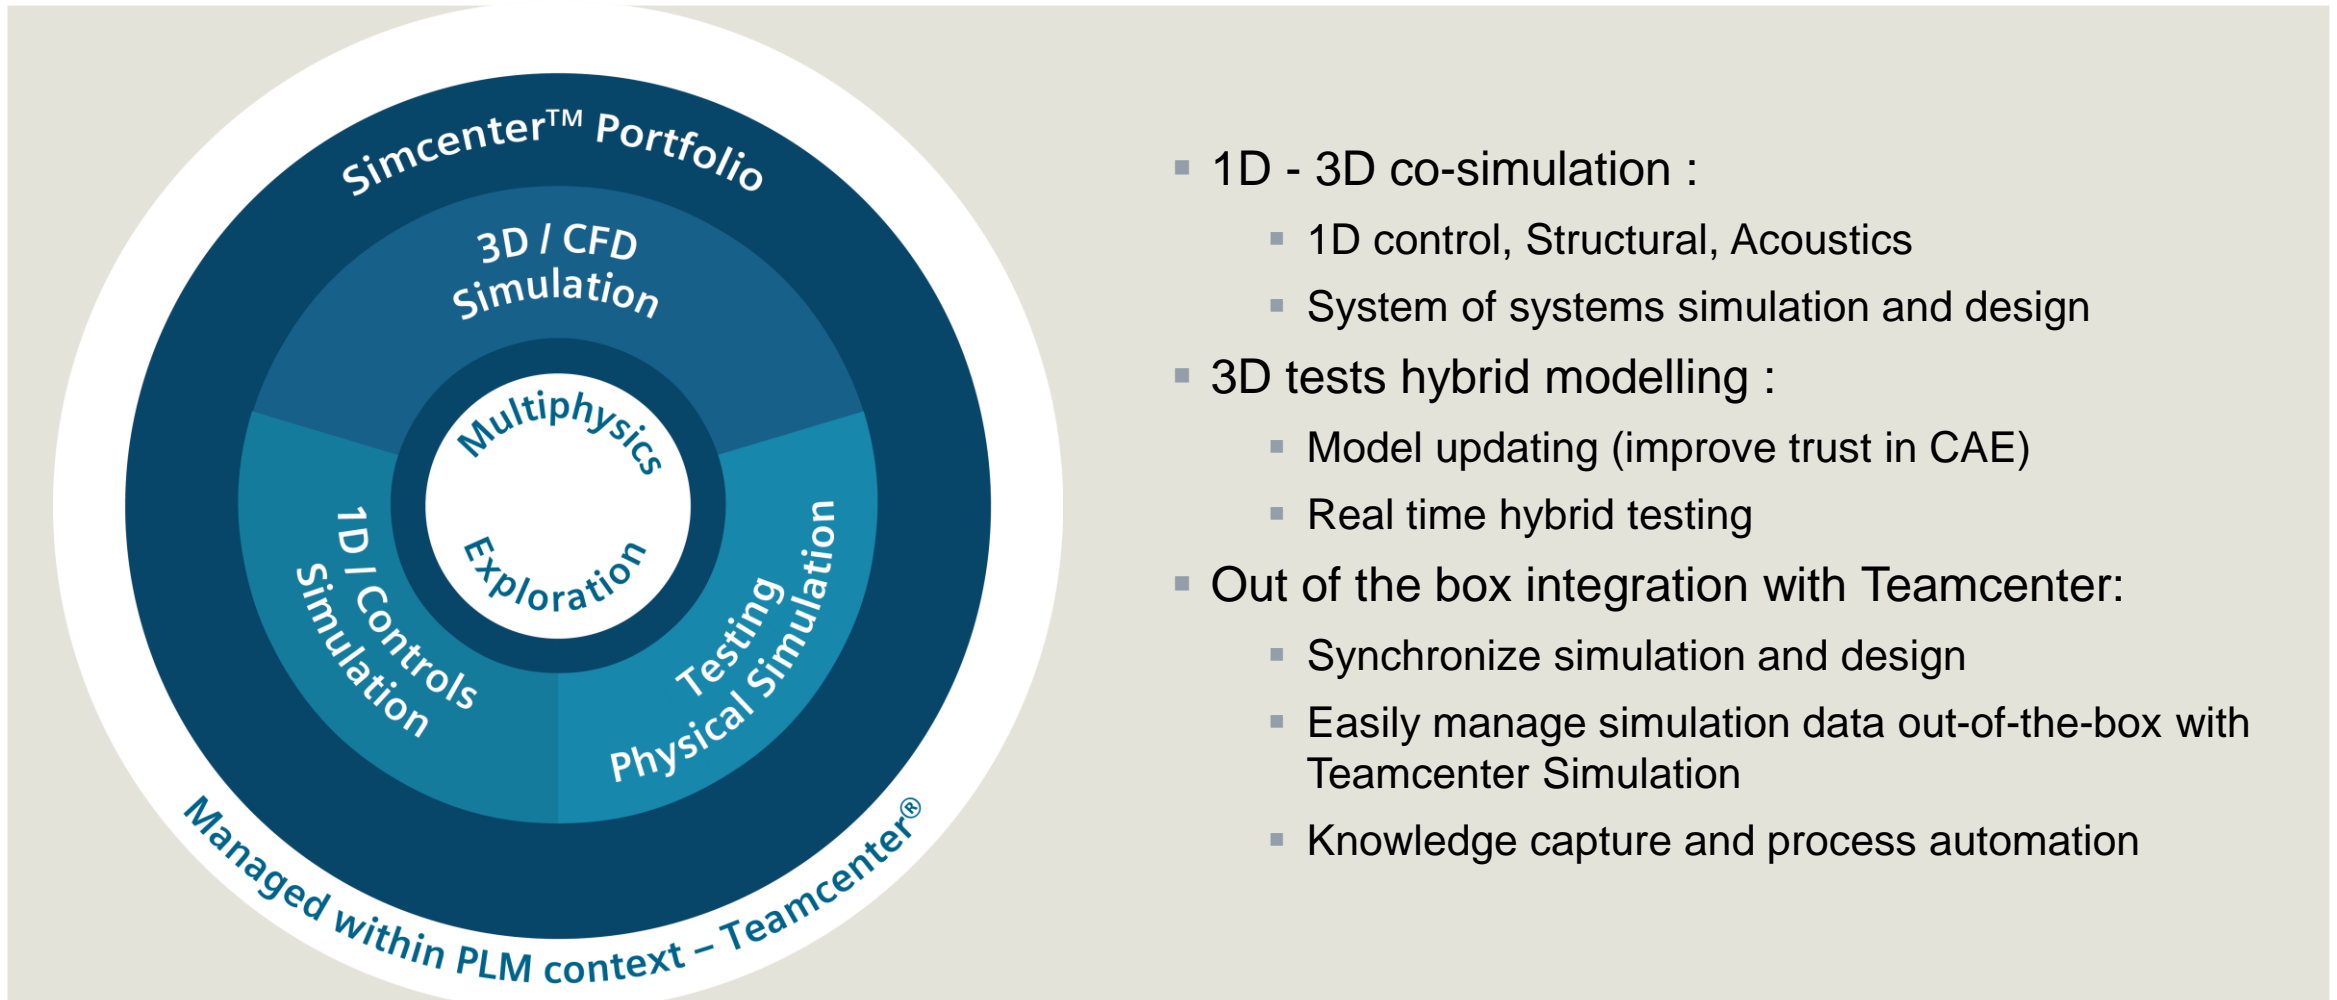 Simcenter™ Portfolio
3D / CFD
Simulation
Multiphysics
Exploration
1D / Controls
Simulation
Testing
Physical Simulation
Managed within PLM context – Teamcenter®
1D - 3D co-simulation :
1D control, Structural, Acoustics
System of systems simulation and design
3D tests hybrid modelling :
Model updating (improve trust in CAE)
Real time hybrid testing
Out of the box integration with Teamcenter:
Synchronize simulation and design
Easily manage simulation data out-of-the-box with
Teamcenter Simulation
Knowledge capture and process automation